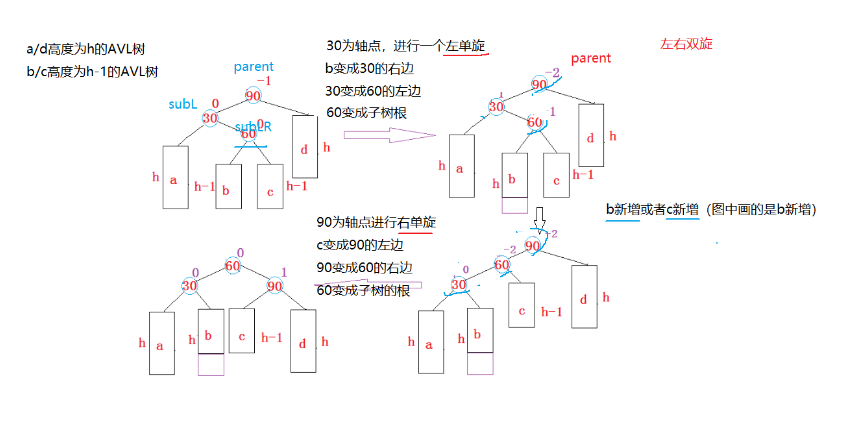 a/d高度为h的AVL树
b/c高度为h-1的AVL树
30为轴点，进行一个左单旋
b变成30的右边
30变成60的左边
60变成子树根
左右双旋
parent
-1
90
subL
0
30
subLR
0
60
h
a
h-1
b
c
h-1
d
h
parent
-2
90
1
30
60
-1
h
a
h
b
c
h-1
d
h
b新增或者c新增（图中画的是b新增）
90为轴点进行右单旋
c变成90的左边
90变成60的右边
60变成子树的根
0
60
0
30
1
90
h
a
h
b
c
h-1
d
h
-2
90
-2
60
0
30
h
a
h
b
c
h-1
d
h